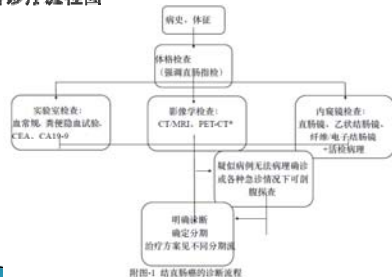 诊疗流程图
病史、体征
体格检查
(强调直肠指检)
实验室检查:
血常规, 粪便隐血试验,
CEA、CA19-9
影像学检查:
CT/MRI、PET-CT*
内窥镜检查:
直肠镜、乙状结肠镜、
纤维/电子结肠镜
+活检病理
疑似病例无法病理确诊
或各种急诊情况下可剖
腹探查
明确诊断
确定分期
治疗方案见不同分期流
附图-1 结直肠癌的诊断流程